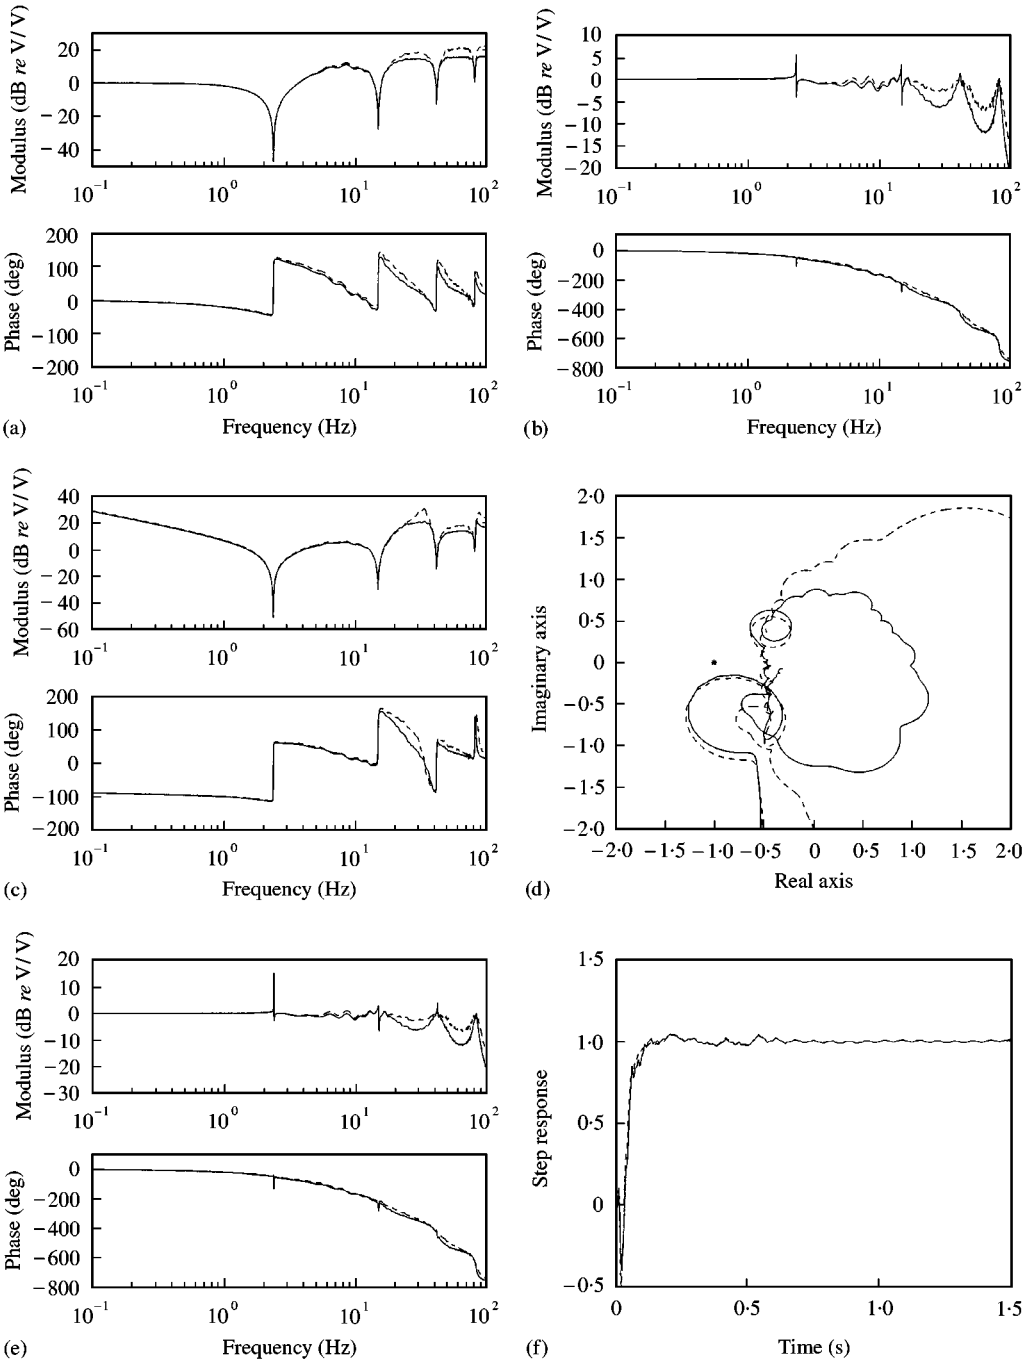 Modulus (dB re V/V)
20
0
−20
−40
10⁻¹ 10⁰ 10¹ 10²
Phase (deg)
200
100
0
−100
−200
10⁻¹ 10⁰ 10¹ 10²
(a) Frequency (Hz)
Modulus (dB re V/V)
10
5
0
−5
−10
−15
−20
10⁻¹ 10⁰ 10¹ 10²
Phase (deg)
0
−200
−400
−600
−800
10⁻¹ 10⁰ 10¹ 10²
(b) Frequency (Hz)
Modulus (dB re V/V)
40
20
0
−20
−40
−60
10⁻¹ 10⁰ 10¹ 10²
Phase (deg)
200
100
0
−100
−200
10⁻¹ 10⁰ 10¹ 10²
(c) Frequency (Hz)
Imaginary axis
2·0
1·5
1·0
0·5
0
−0·5
−1·0
−1·5
−2·0
−2·0 −1·5 −1·0 −0·5 0 0·5 1·0 1·5 2·0
(d) Real axis
Modulus (dB re V/V)
20
10
0
−10
−20
−30
10⁻¹ 10⁰ 10¹ 10²
Phase (deg)
0
−200
−400
−600
−800
10⁻¹ 10⁰ 10¹ 10²
(e) Frequency (Hz)
Step response
1·5
1·0
0·5
0
−0·5
0 0·5 1·0 1·5
(f) Time (s)